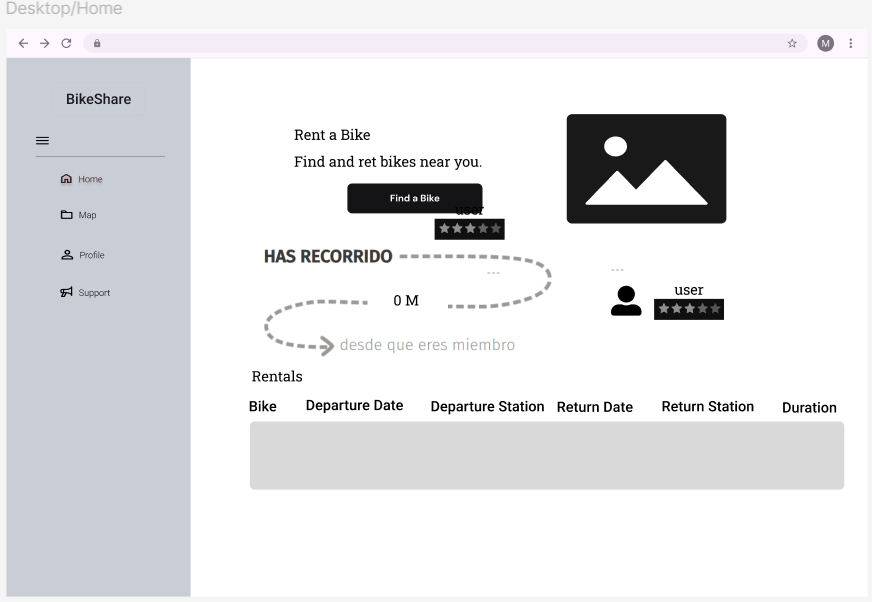 Desktop/Home
M
BikeShare
Home
Map
Profile
Support
Rent a Bike
Find and ret bikes near you.
Find a Bike
user
HAS RECORRIDO
---
0 M
desde que eres miembro
---
user
Rentals
Bike Departure Date Departure Station Return Date Return Station Duration